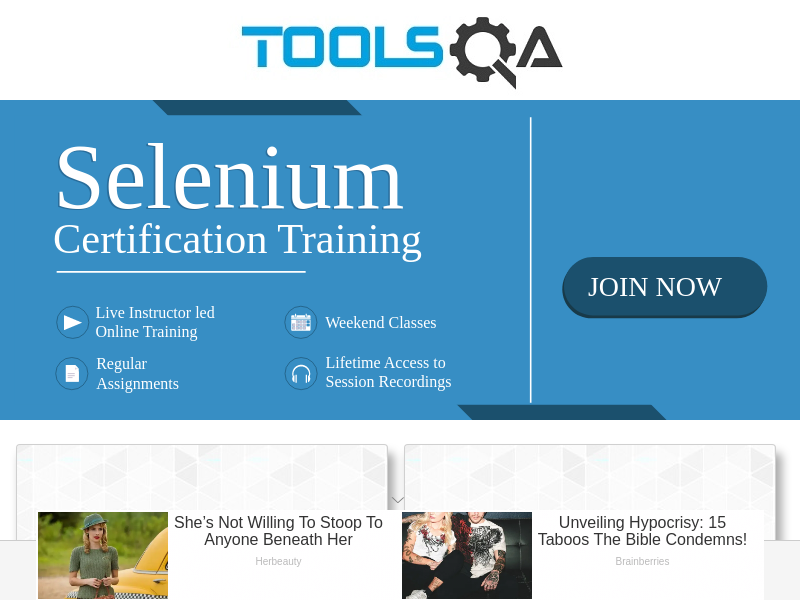 TOOLSQA
Selenium
Certification Training
JOIN NOW
Live Instructor led
Online Training
Weekend Classes
Regular
Assignments
Lifetime Access to
Session Recordings
She's Not Willing To Stoop To
Anyone Beneath Her
Herbeauty
Unveiling Hypocrisy: 15
Taboos The Bible Condemns!
Brainberries